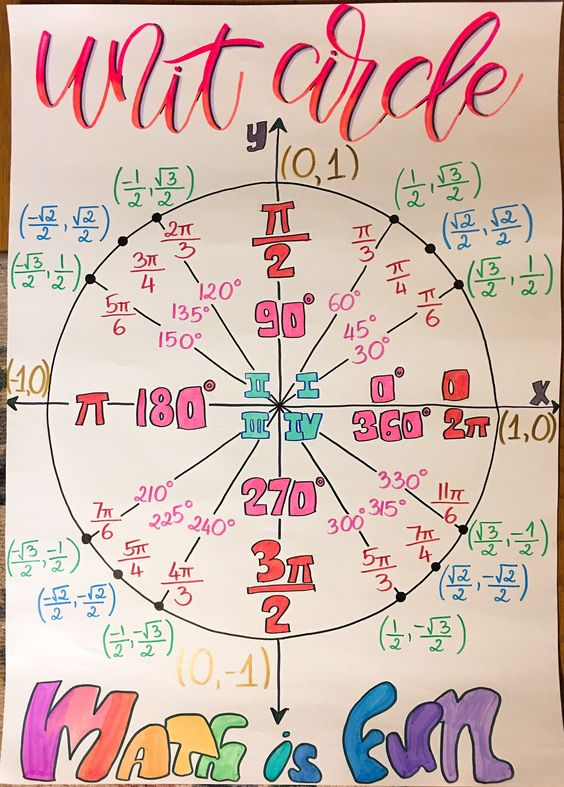 unit circle
y (0,1)
(-1/2, √3/2) (1/2, √3/2)
(-√2/2, √2/2) (√2/2, √2/2)
2π/3 π/2 π/3
(-√3/2, 1/2) 3π/4 π/4 (√3/2, 1/2)
5π/6 π/6
120° 90° 60°
135° 45°
150° 30°
(-1,0) II I 0° 0 x
π 180°
III IV 360° 2π (1,0)
210° 270° 330°
225° 315°
240° 300°
7π/6 11π/6
(-√3/2, -1/2) 5π/4 3π/2 7π/4 (√3/2, -1/2)
4π/3 5π/3
(-√2/2, -√2/2) (√2/2, -√2/2)
(-1/2, -√3/2) (1/2, -√3/2)
(0,-1)
MATH is Fun